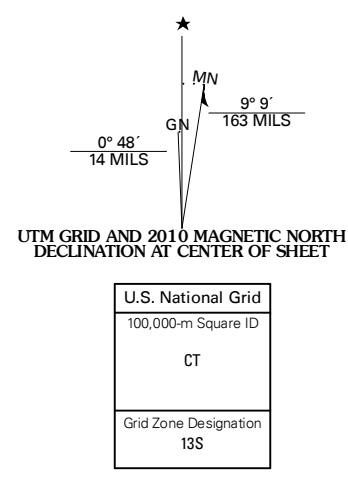 MN
9° 9´
163 MILS
GN
0° 48´
14 MILS
UTM GRID AND 2010 MAGNETIC NORTH
DECLINATION AT CENTER OF SHEET
U.S. National Grid
100,000-m Square ID
CT
Grid Zone Designation
13S